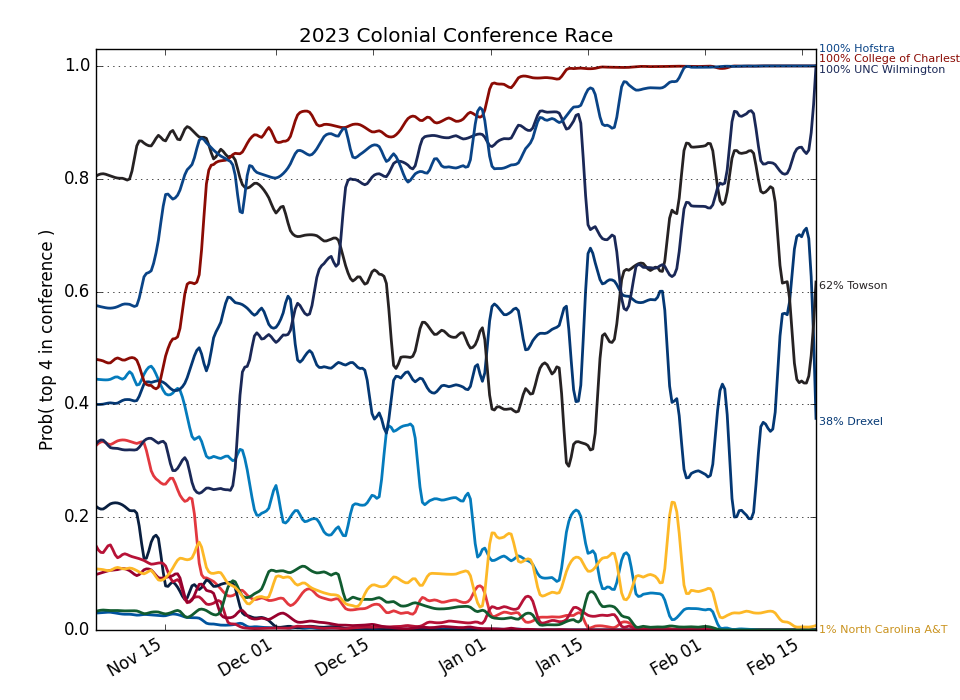 2023 Colonial Conference Race
Prob( top 4 in conference )
1.0
0.8
0.6
0.4
0.2
0.0
Nov 15
Dec 01
Dec 15
Jan 01
Jan 15
Feb 01
Feb 15
100% Hofstra
100% College of Charlest
100% UNC Wilmington
62% Towson
38% Drexel
1% North Carolina A&T